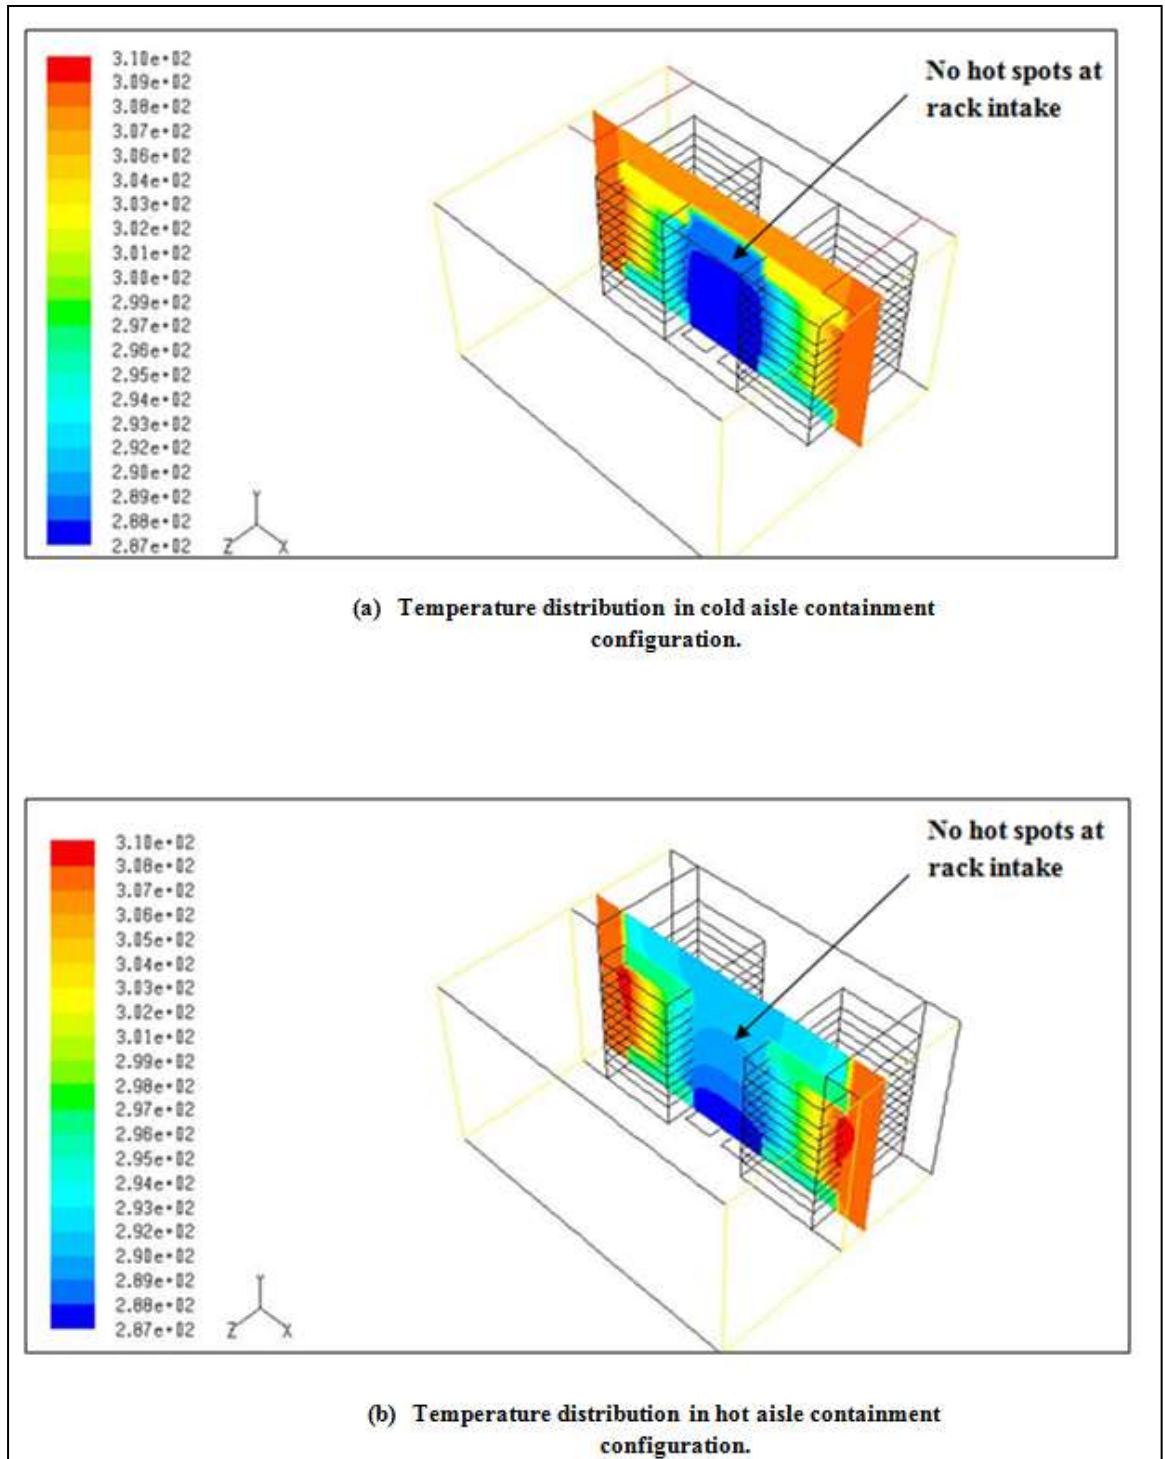 3.10e+02
3.09e+02
3.08e+02
3.07e+02
3.06e+02
3.04e+02
3.03e+02
3.02e+02
3.01e+02
3.00e+02
2.99e+02
2.97e+02
2.96e+02
2.95e+02
2.94e+02
2.93e+02
2.92e+02
2.90e+02
2.89e+02
2.88e+02
2.87e+02
Y
Z X
No hot spots at
rack intake
(a) Temperature distribution in cold aisle containment
configuration.
3.10e+02
3.08e+02
3.07e+02
3.06e+02
3.05e+02
3.04e+02
3.03e+02
3.02e+02
3.01e+02
2.99e+02
2.98e+02
2.97e+02
2.96e+02
2.95e+02
2.94e+02
2.93e+02
2.92e+02
2.90e+02
2.89e+02
2.88e+02
2.87e+02
Y
Z X
No hot spots at
rack intake
(b) Temperature distribution in hot aisle containment
configuration.